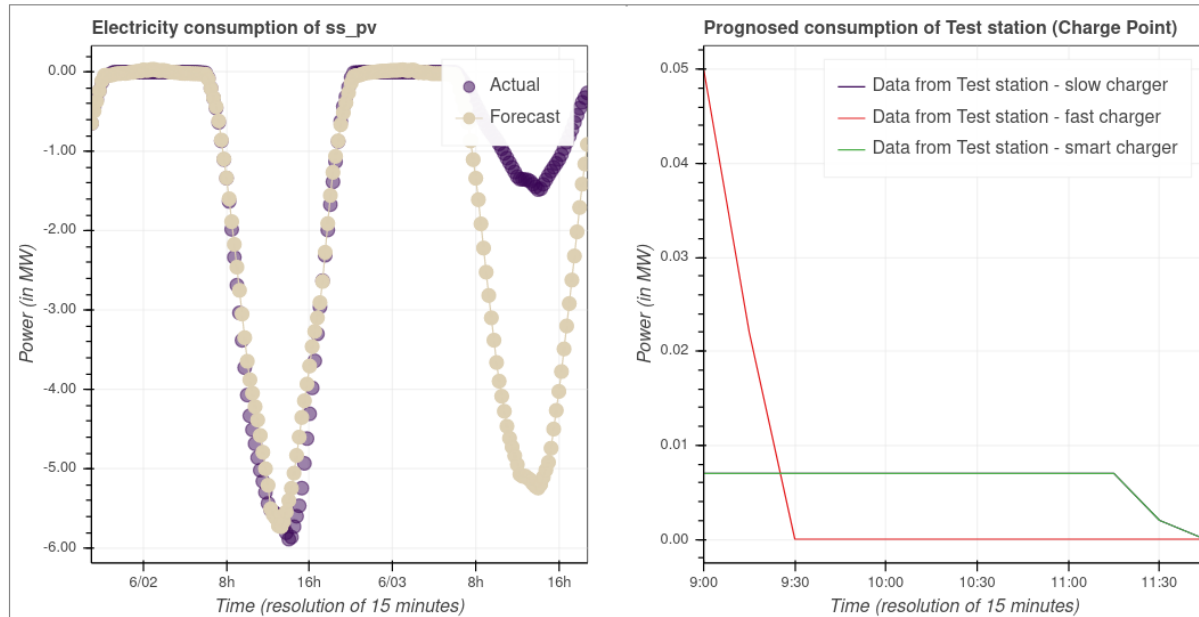 Electricity consumption of ss_pv
0.00
-1.00
-2.00
-3.00
-4.00
-5.00
-6.00
Power (in MW)
Actual
Forecast
6/02
8h
16h
6/03
8h
16h
Time (resolution of 15 minutes)
Prognosed consumption of Test station (Charge Point)
0.05
0.04
0.03
0.02
0.01
0.00
Power (in MW)
Data from Test station - slow charger
Data from Test station - fast charger
Data from Test station - smart charger
9:00
9:30
10:00
10:30
11:00
11:30
Time (resolution of 15 minutes)